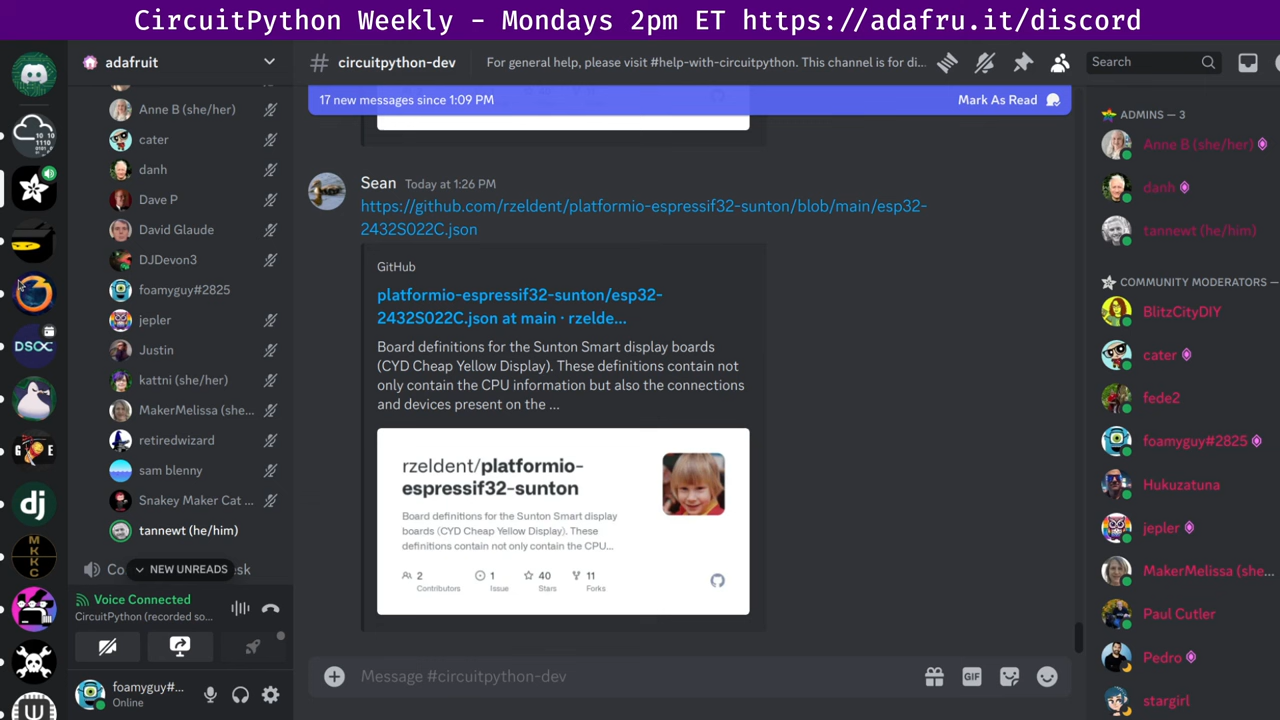 CircuitPython Weekly - Mondays 2pm ET https://adafru.it/discord
adafruit
Anne B (she/her)
cater
danh
Dave P
David Glaude
DJDevon3
foamyguy#2825
jepler
Justin
kattni (she/her)
MakerMelissa (she...
retiredwizard
sam blenny
Snakey Maker Cat ...
tannewt (he/him)
Co
NEW UNREADS
sk
Voice Connected
CircuitPython (recorded so...
foamyguy#...
Online
# circuitpython-dev
For general help, please visit #help-with-circuitpython. This channel is for di...
Search
17 new messages since 1:09 PM
Mark As Read
Sean Today at 1:26 PM
https://github.com/rzeldent/platformio-espressif32-sunton/blob/main/esp32-
2432S022C.json
GitHub
platformio-espressif32-sunton/esp32-
2432S022C.json at main · rzelde...
Board definitions for the Sunton Smart display boards
(CYD Cheap Yellow Display). These definitions contain not
only contain the CPU information but also the connections
and devices present on the ...
rzeldent/platformio-
espressif32-sunton
Board definitions for the Sunton Smart display
boards (CYD Cheap Yellow Display). These
definitions contain not only contain the CPU...
2
Contributors
1
Issue
40
Stars
11
Forks
Message #circuitpython-dev
GIF
ADMINS — 3
Anne B (she/her)
danh
tannewt (he/him)
COMMUNITY MODERATORS —
BlitzCityDIY
cater
fede2
foamyguy#2825
Hukuzatuna
jepler
MakerMelissa (she...
Paul Cutler
Pedro
stargirl
DSOC
dj
MK
KC